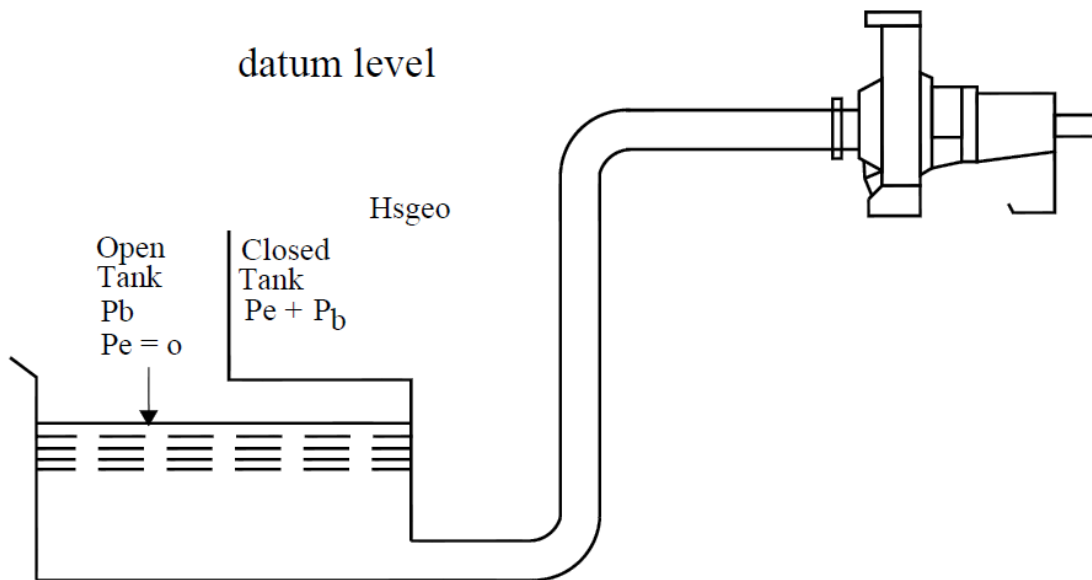 datum level
Hsgeo
Open
Tank
Pb
Pe = o
Closed
Tank
Pe + Pb